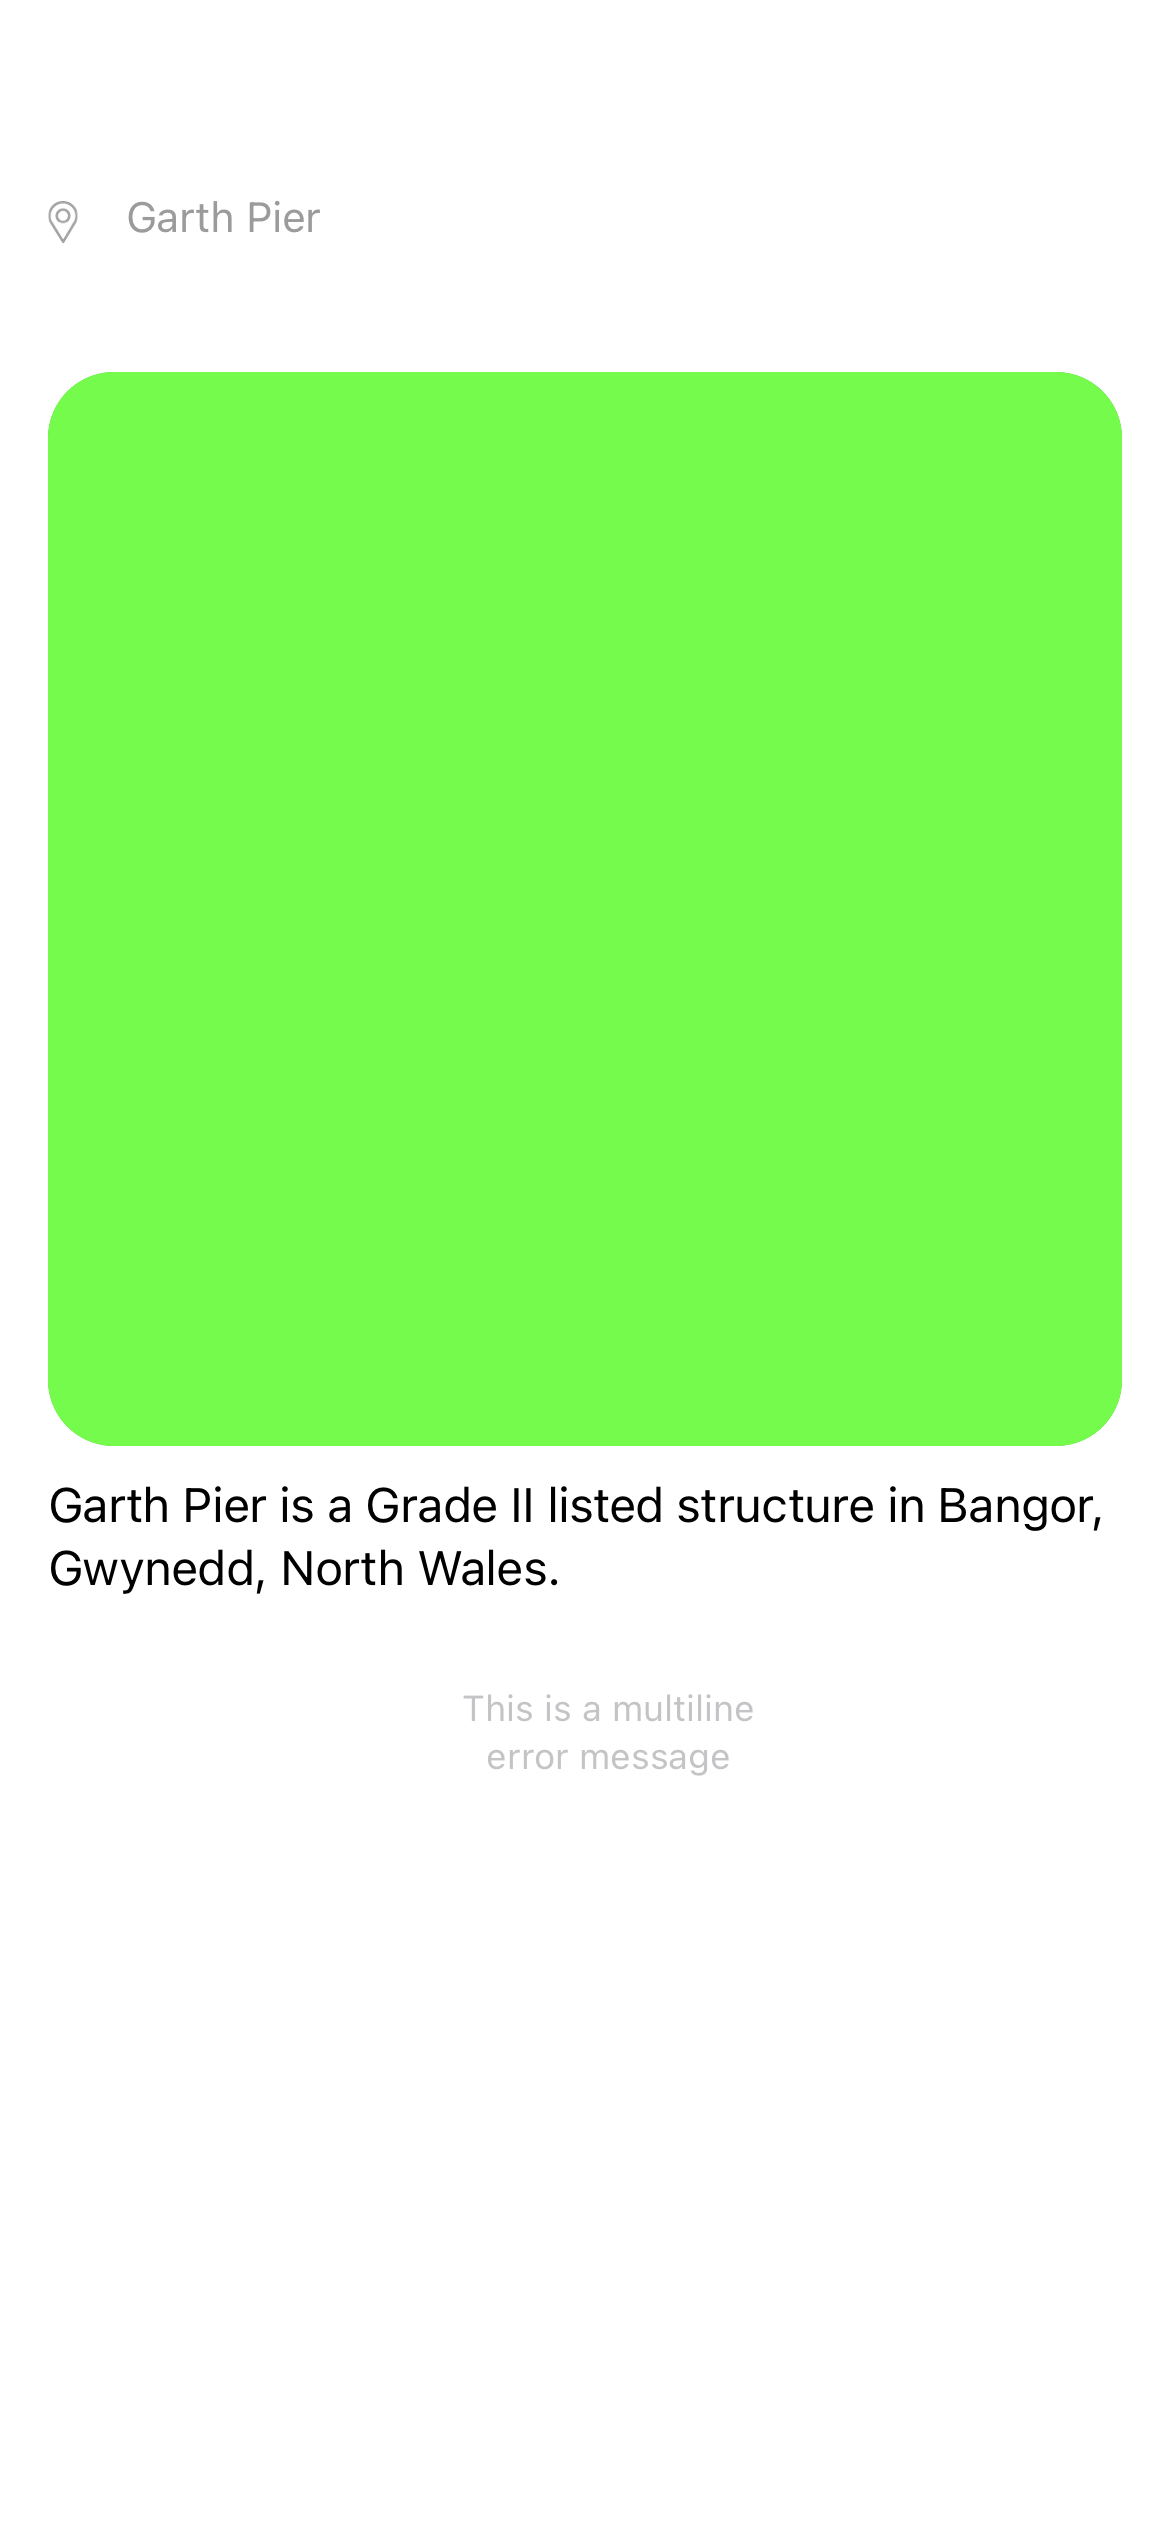 Garth Pier
Garth Pier is a Grade II listed structure in Bangor,
Gwynedd, North Wales.
This is a multiline
error message